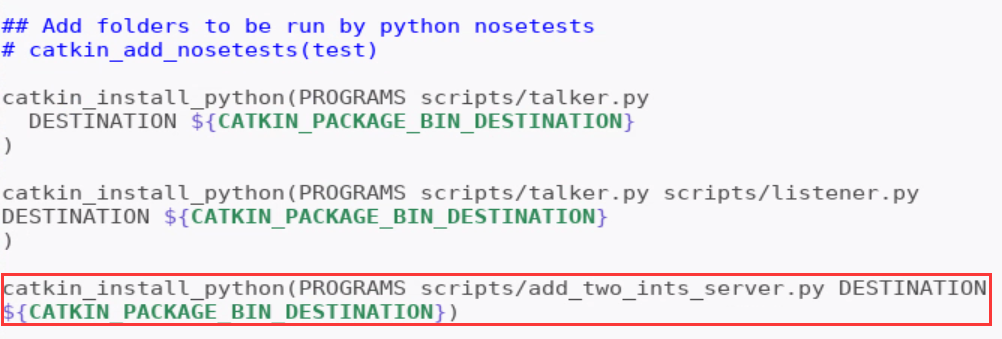 ## Add folders to be run by python nosetests
# catkin_add_nosetests(test)
catkin_install_python(PROGRAMS scripts/talker.py
  DESTINATION ${CATKIN_PACKAGE_BIN_DESTINATION}
)
catkin_install_python(PROGRAMS scripts/talker.py scripts/listener.py
DESTINATION ${CATKIN_PACKAGE_BIN_DESTINATION}
)
catkin_install_python(PROGRAMS scripts/add_two_ints_server.py DESTINATION
${CATKIN_PACKAGE_BIN_DESTINATION})